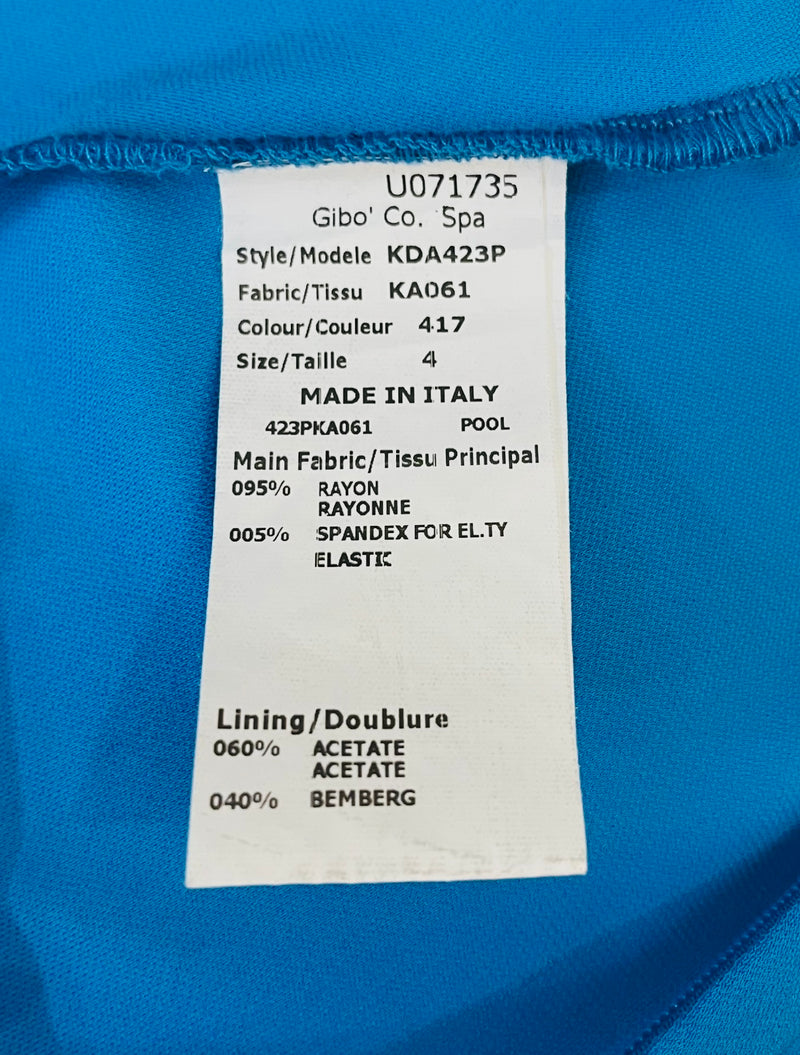 U071735
Gibo' Co. Spa
Style/Modele KDA423P
Fabric/Tissu KA061
Colour/Couleur 417
Size/Taille 4
MADE IN ITALY
423PKA061 POOL
Main Fabric/Tissu Principal
095% RAYON
RAYONNE
005% SPANDEX FOR EL.TY
ELASTIC
Lining/Doublure
060% ACETATE
ACETATE
040% BEMBERG